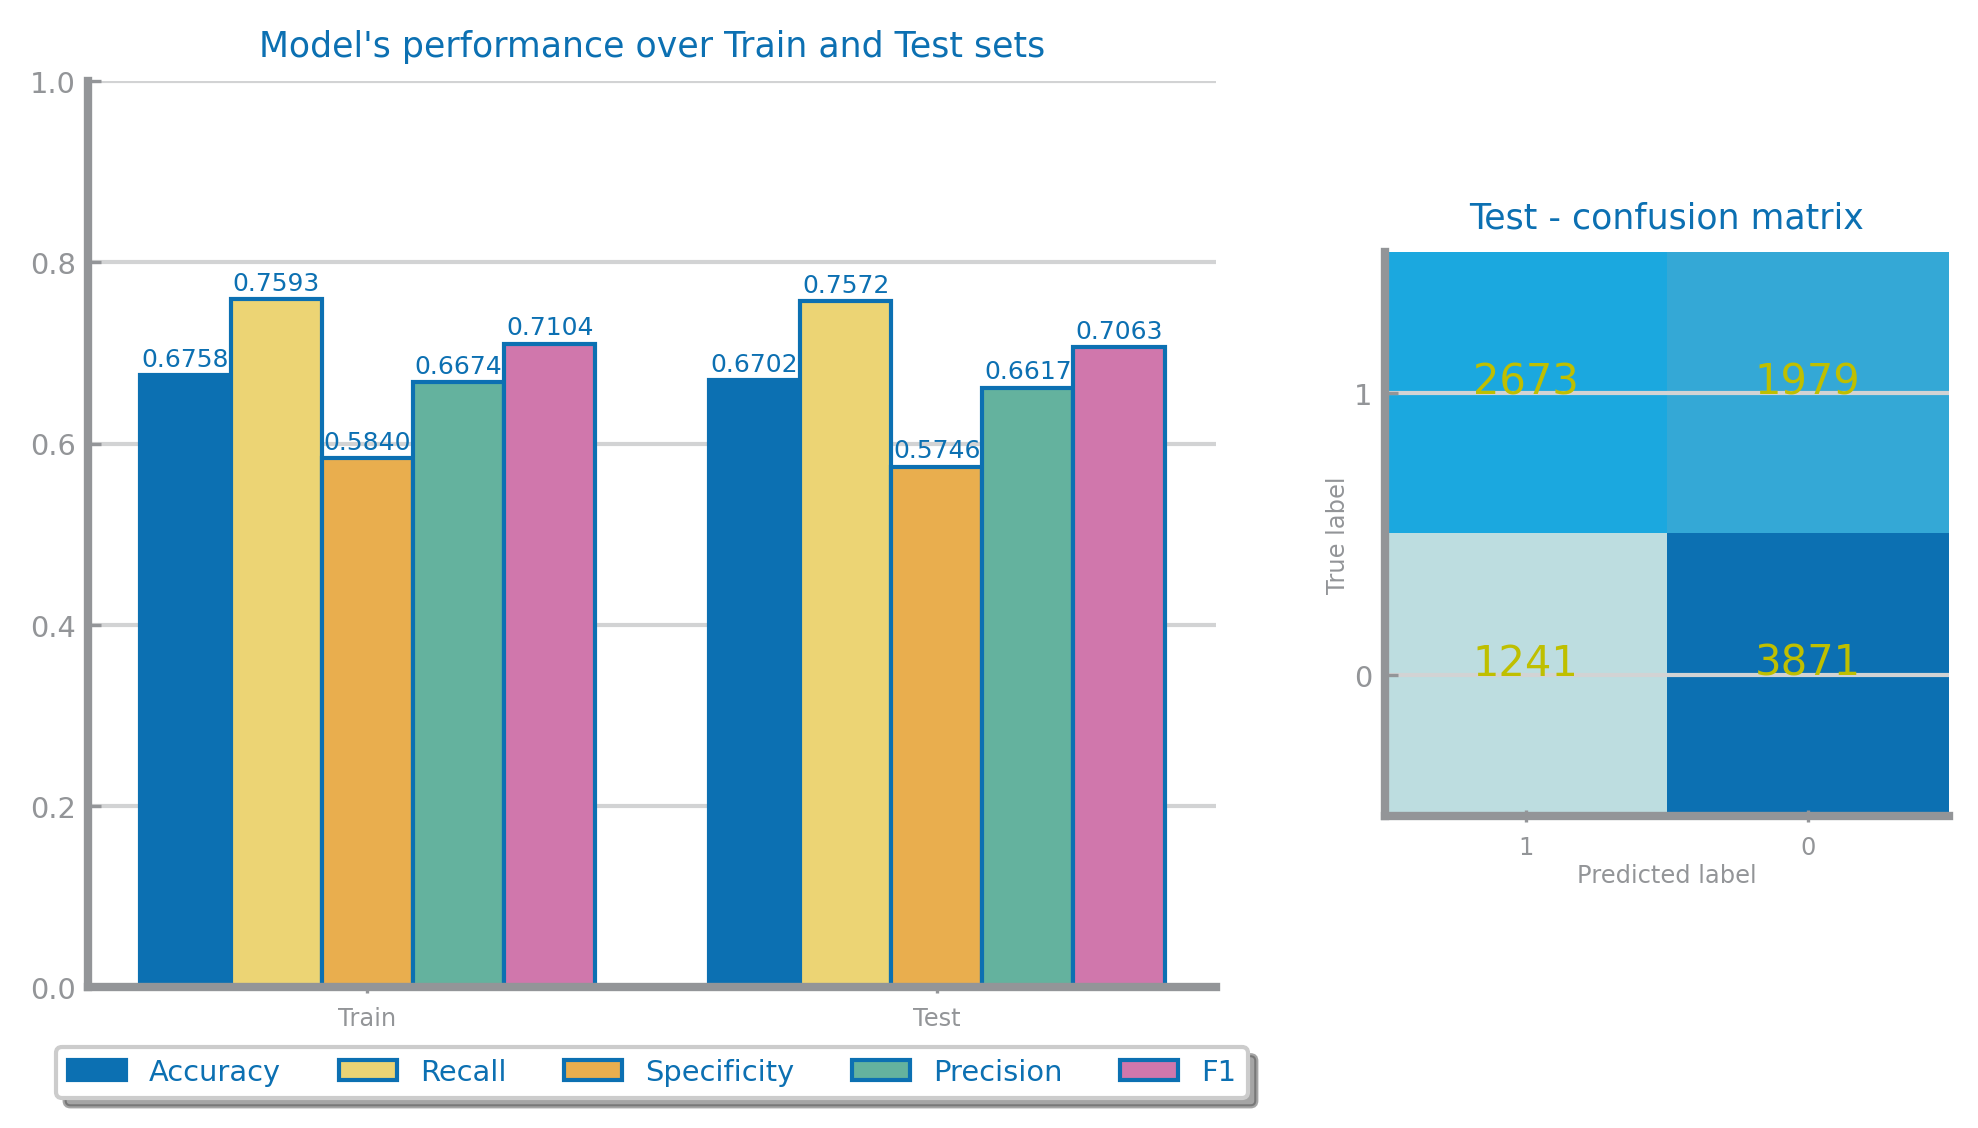 Model's performance over Train and Test sets
1.0
0.8
0.6
0.4
0.2
0.0
0.6758
0.7593
0.5840
0.6674
0.7104
0.6702
0.7572
0.5746
0.6617
0.7063
Train
Test
Accuracy
Recall
Specificity
Precision
F1
Test - confusion matrix
True label
1
0
2673
1979
1241
3871
1
0
Predicted label